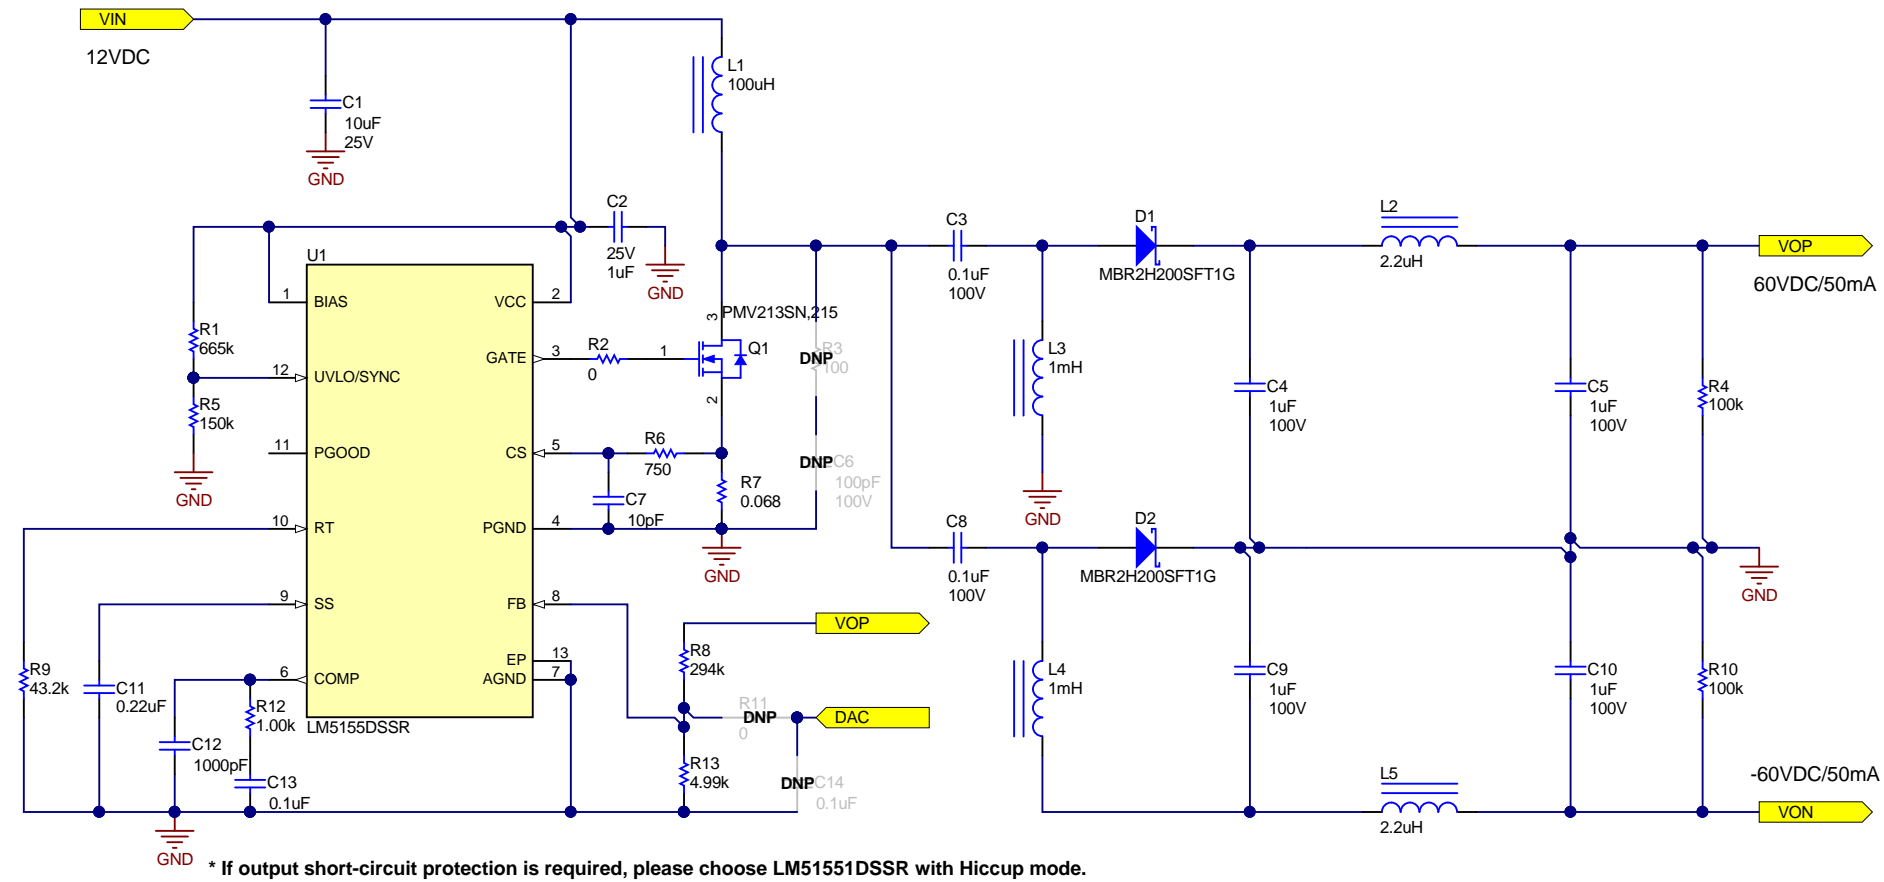 VIN
12VDC
C1
10uF
25V
GND
L1
100uH
C2
25V
1uF
GND
U1
1
BIAS
VCC
2
R1
665k
GATE
3
R2
0
1
3
PMV213SN,215
Q1
2
DNP
R3
100
12
UVLO/SYNC
R5
150k
GND
11
PGOOD
CS
5
R6
750
C7
10pF
R7
0.068
DNP
C6
100pF
100V
10
RT
PGND
4
GND
9
SS
FB
8
VOP
R8
294k
EP
13
AGND
7
6
COMP
LM5155DSSR
R9
43.2k
C11
0.22uF
R12
1.00k
C12
1000pF
C13
0.1uF
GND
R11
DNP
0
DAC
R13
4.99k
DNP
C14
0.1uF
C3
0.1uF
100V
D1
MBR2H200SFT1G
L2
2.2uH
VOP
60VDC/50mA
L3
1mH
GND
C4
1uF
100V
C5
1uF
100V
R4
100k
C8
0.1uF
100V
D2
MBR2H200SFT1G
GND
L4
1mH
C9
1uF
100V
C10
1uF
100V
R10
100k
L5
2.2uH
-60VDC/50mA
VON
* If output short-circuit protection is required, please choose LM51551DSSR with Hiccup mode.